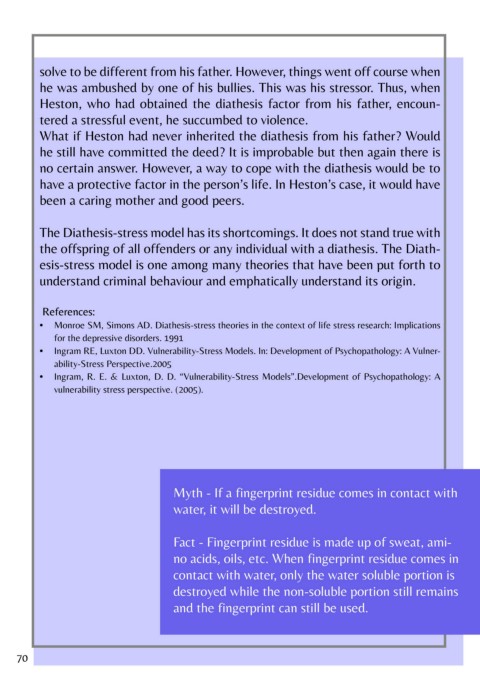 solve to be different from his father. However, things went off course when
he was ambushed by one of his bullies. This was his stressor. Thus, when
Heston, who had obtained the diathesis factor from his father, encoun-
tered a stressful event, he succumbed to violence.
What if Heston had never inherited the diathesis from his father? Would
he still have committed the deed? It is improbable but then again there is
no certain answer. However, a way to cope with the diathesis would be to
have a protective factor in the person's life. In Heston's case, it would have
been a caring mother and good peers.
The Diathesis-stress model has its shortcomings. It does not stand true with
the offspring of all offenders or any individual with a diathesis. The Diath-
esis-stress model is one among many theories that have been put forth to
understand criminal behaviour and emphatically understand its origin.
References:
• Monroe SM, Simons AD. Diathesis-stress theories in the context of life stress research: Implications
for the depressive disorders. 1991
• Ingram RE, Luxton DD. Vulnerability-Stress Models. In: Development of Psychopathology: A Vulner-
ability-Stress Perspective.2005
• Ingram, R. E. & Luxton, D. D. "Vulnerability-Stress Models".Development of Psychopathology: A
vulnerability stress perspective. (2005).
Myth - If a fingerprint residue comes in contact with
water, it will be destroyed.
Fact - Fingerprint residue is made up of sweat, ami-
no acids, oils, etc. When fingerprint residue comes in
contact with water, only the water soluble portion is
destroyed while the non-soluble portion still remains
and the fingerprint can still be used.
70